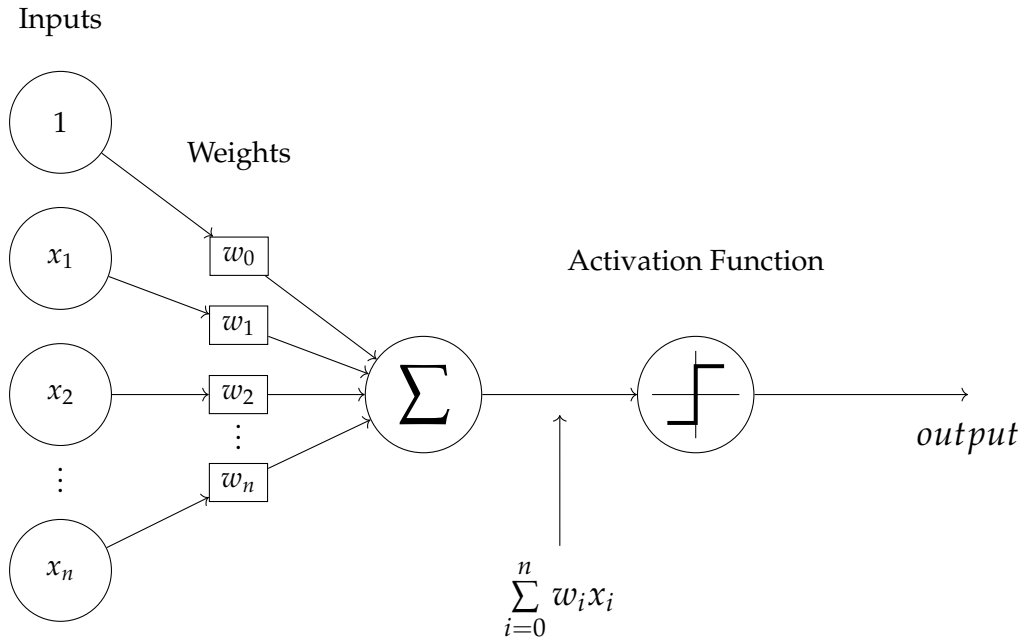 Inputs
1
Weights
x₁
w₀
Activation Function
w₁
x₂
w₂
∑
output
⋮
⋮
wₙ
xₙ
n
∑ wᵢxᵢ
i=0